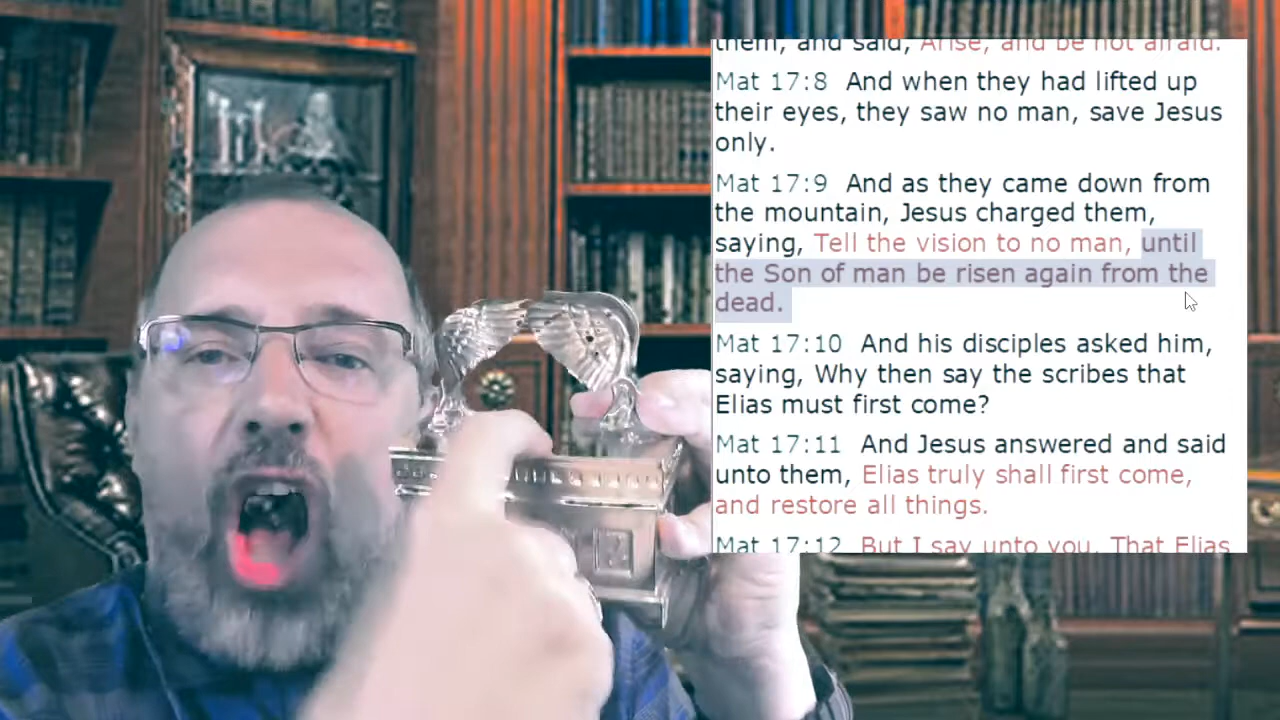 them, and said, Arise, and be not afraid.
Mat 17:8 And when they had lifted up
their eyes, they saw no man, save Jesus
only.
Mat 17:9 And as they came down from
the mountain, Jesus charged them,
saying, Tell the vision to no man, until
the Son of man be risen again from the
dead.
Mat 17:10 And his disciples asked him,
saying, Why then say the scribes that
Elias must first come?
Mat 17:11 And Jesus answered and said
unto them, Elias truly shall first come,
and restore all things.
Mat 17:12 But I say unto you, That Elias